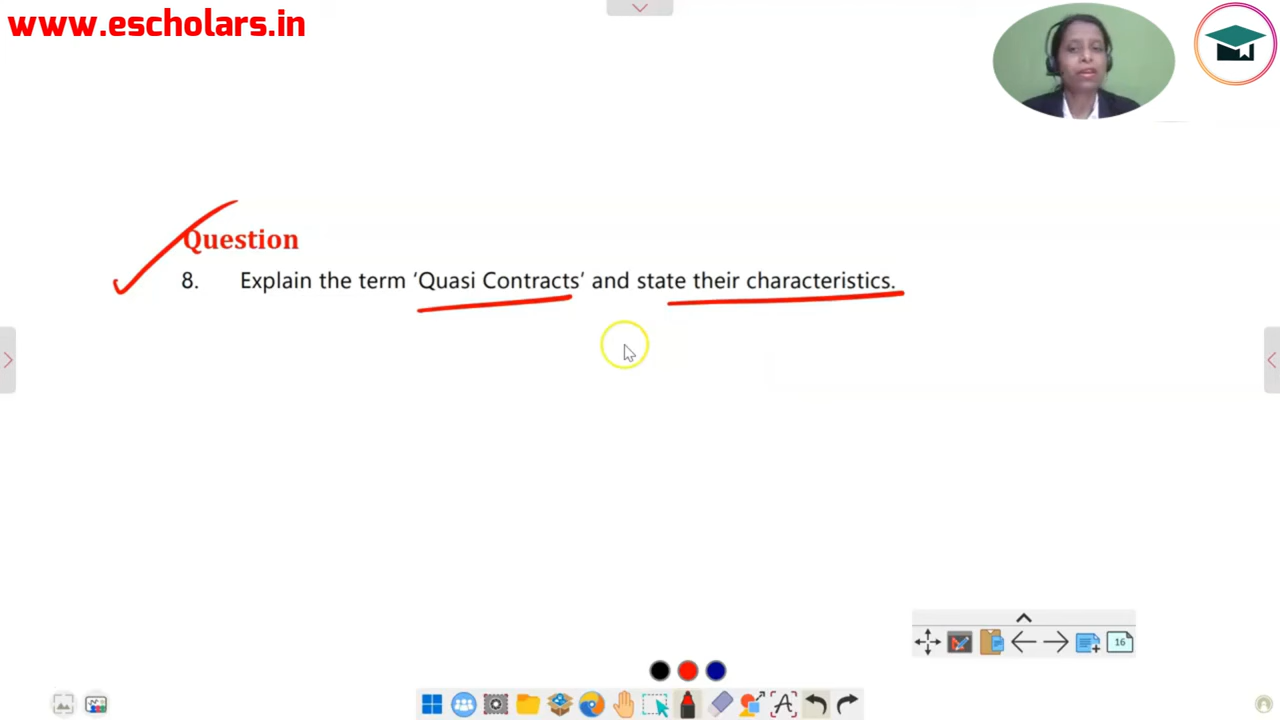 www.escholars.in
Question
8. Explain the term ‘Quasi Contracts’ and state their characteristics.
16